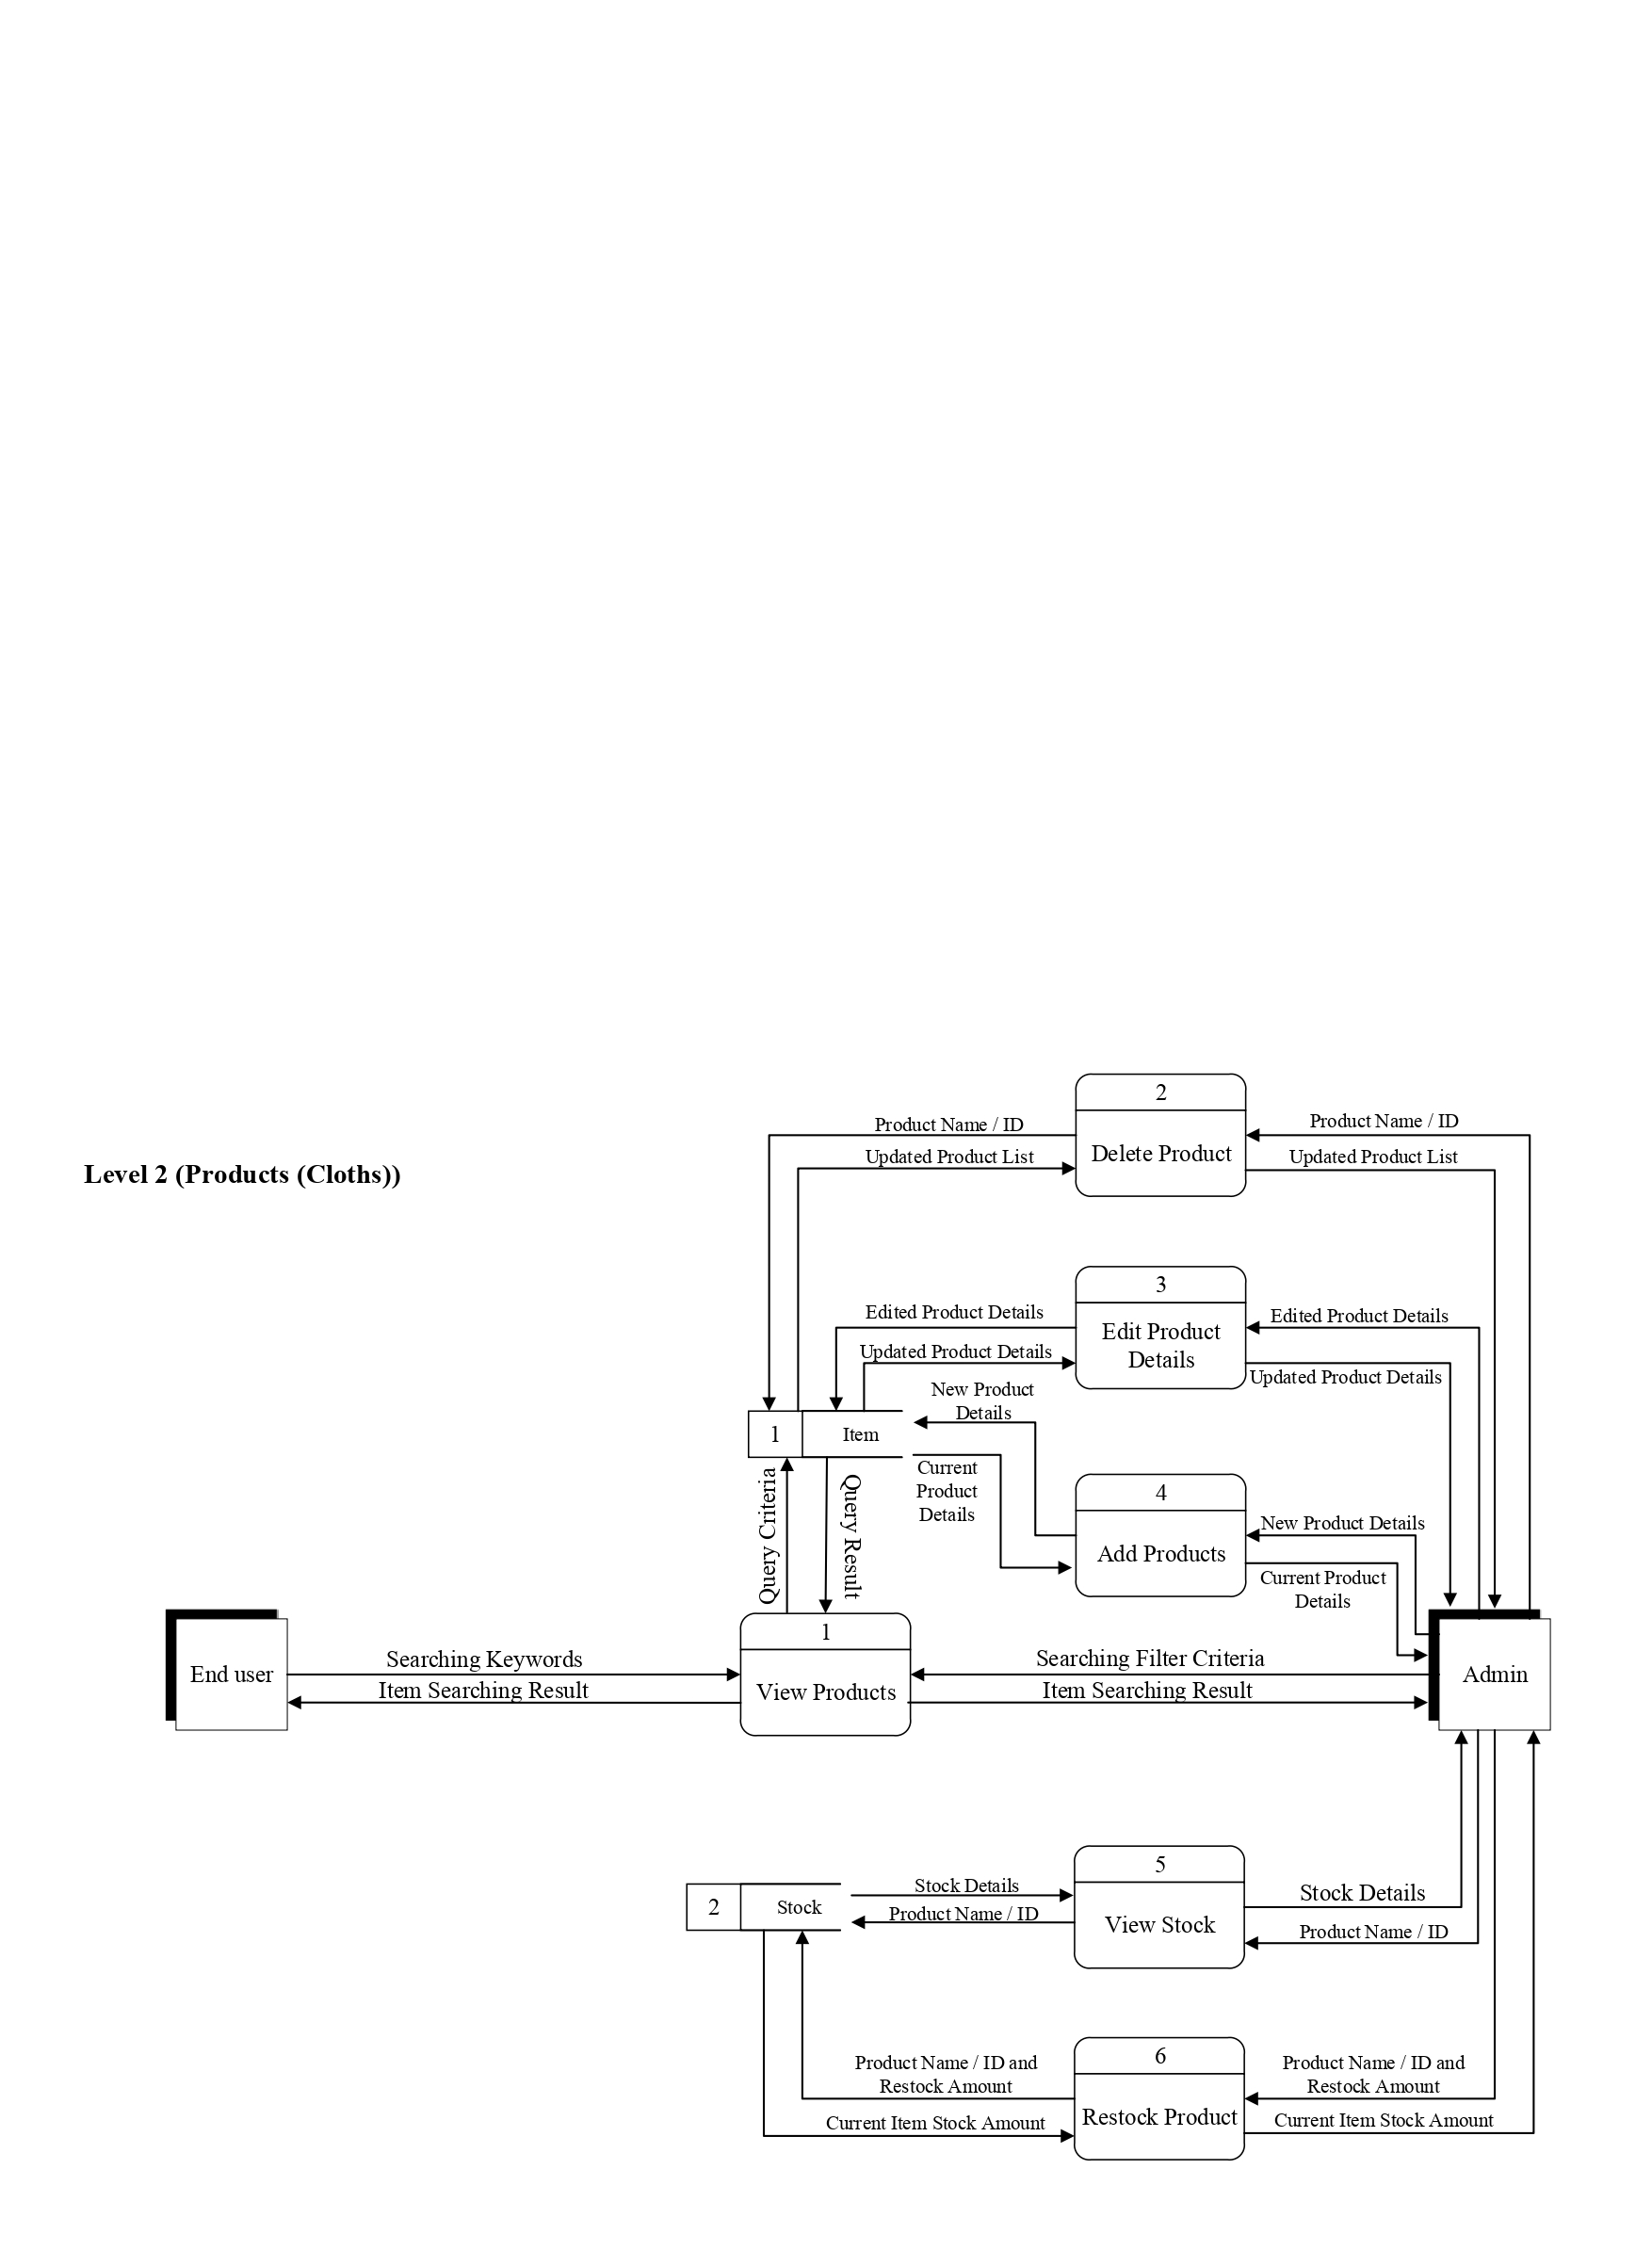 2
Product Name / ID
Product Name / ID
Delete Product
Updated Product List
Updated Product List
Level 2 (Products (Cloths))
3
Edited Product Details
Edited Product Details
Edit Product
Details
Updated Product Details
Updated Product Details
New Product
Details
1
Item
Current
Product
Details
Query Criteria
Query Result
4
New Product Details
Add Products
Current Product
Details
1
End user
Searching Keywords
Item Searching Result
View Products
Searching Filter Criteria
Item Searching Result
Admin
5
2
Stock
Stock Details
Product Name / ID
View Stock
Stock Details
Product Name / ID
6
Product Name / ID and
Restock Amount
Product Name / ID and
Restock Amount
Restock Product
Current Item Stock Amount
Current Item Stock Amount